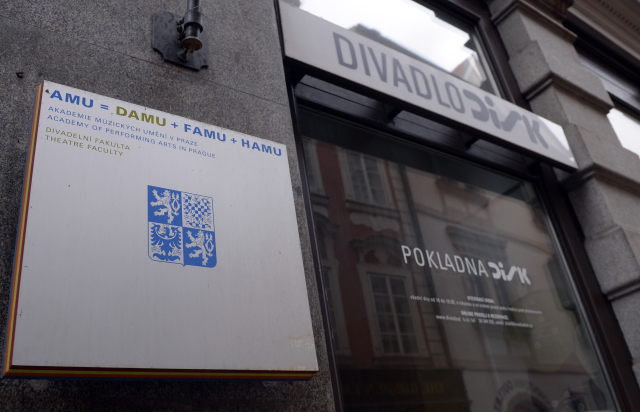 AMU = DAMU + FAMU + HAMU
AKADEMIE MÚZICKÝCH UMĚNÍ V PRAZE
ACADEMY OF PERFORMING ARTS IN PRAGUE
DIVADELNÍ FAKULTA
THEATRE FACULTY
DIVADLO DISK
POKLADNA DISK